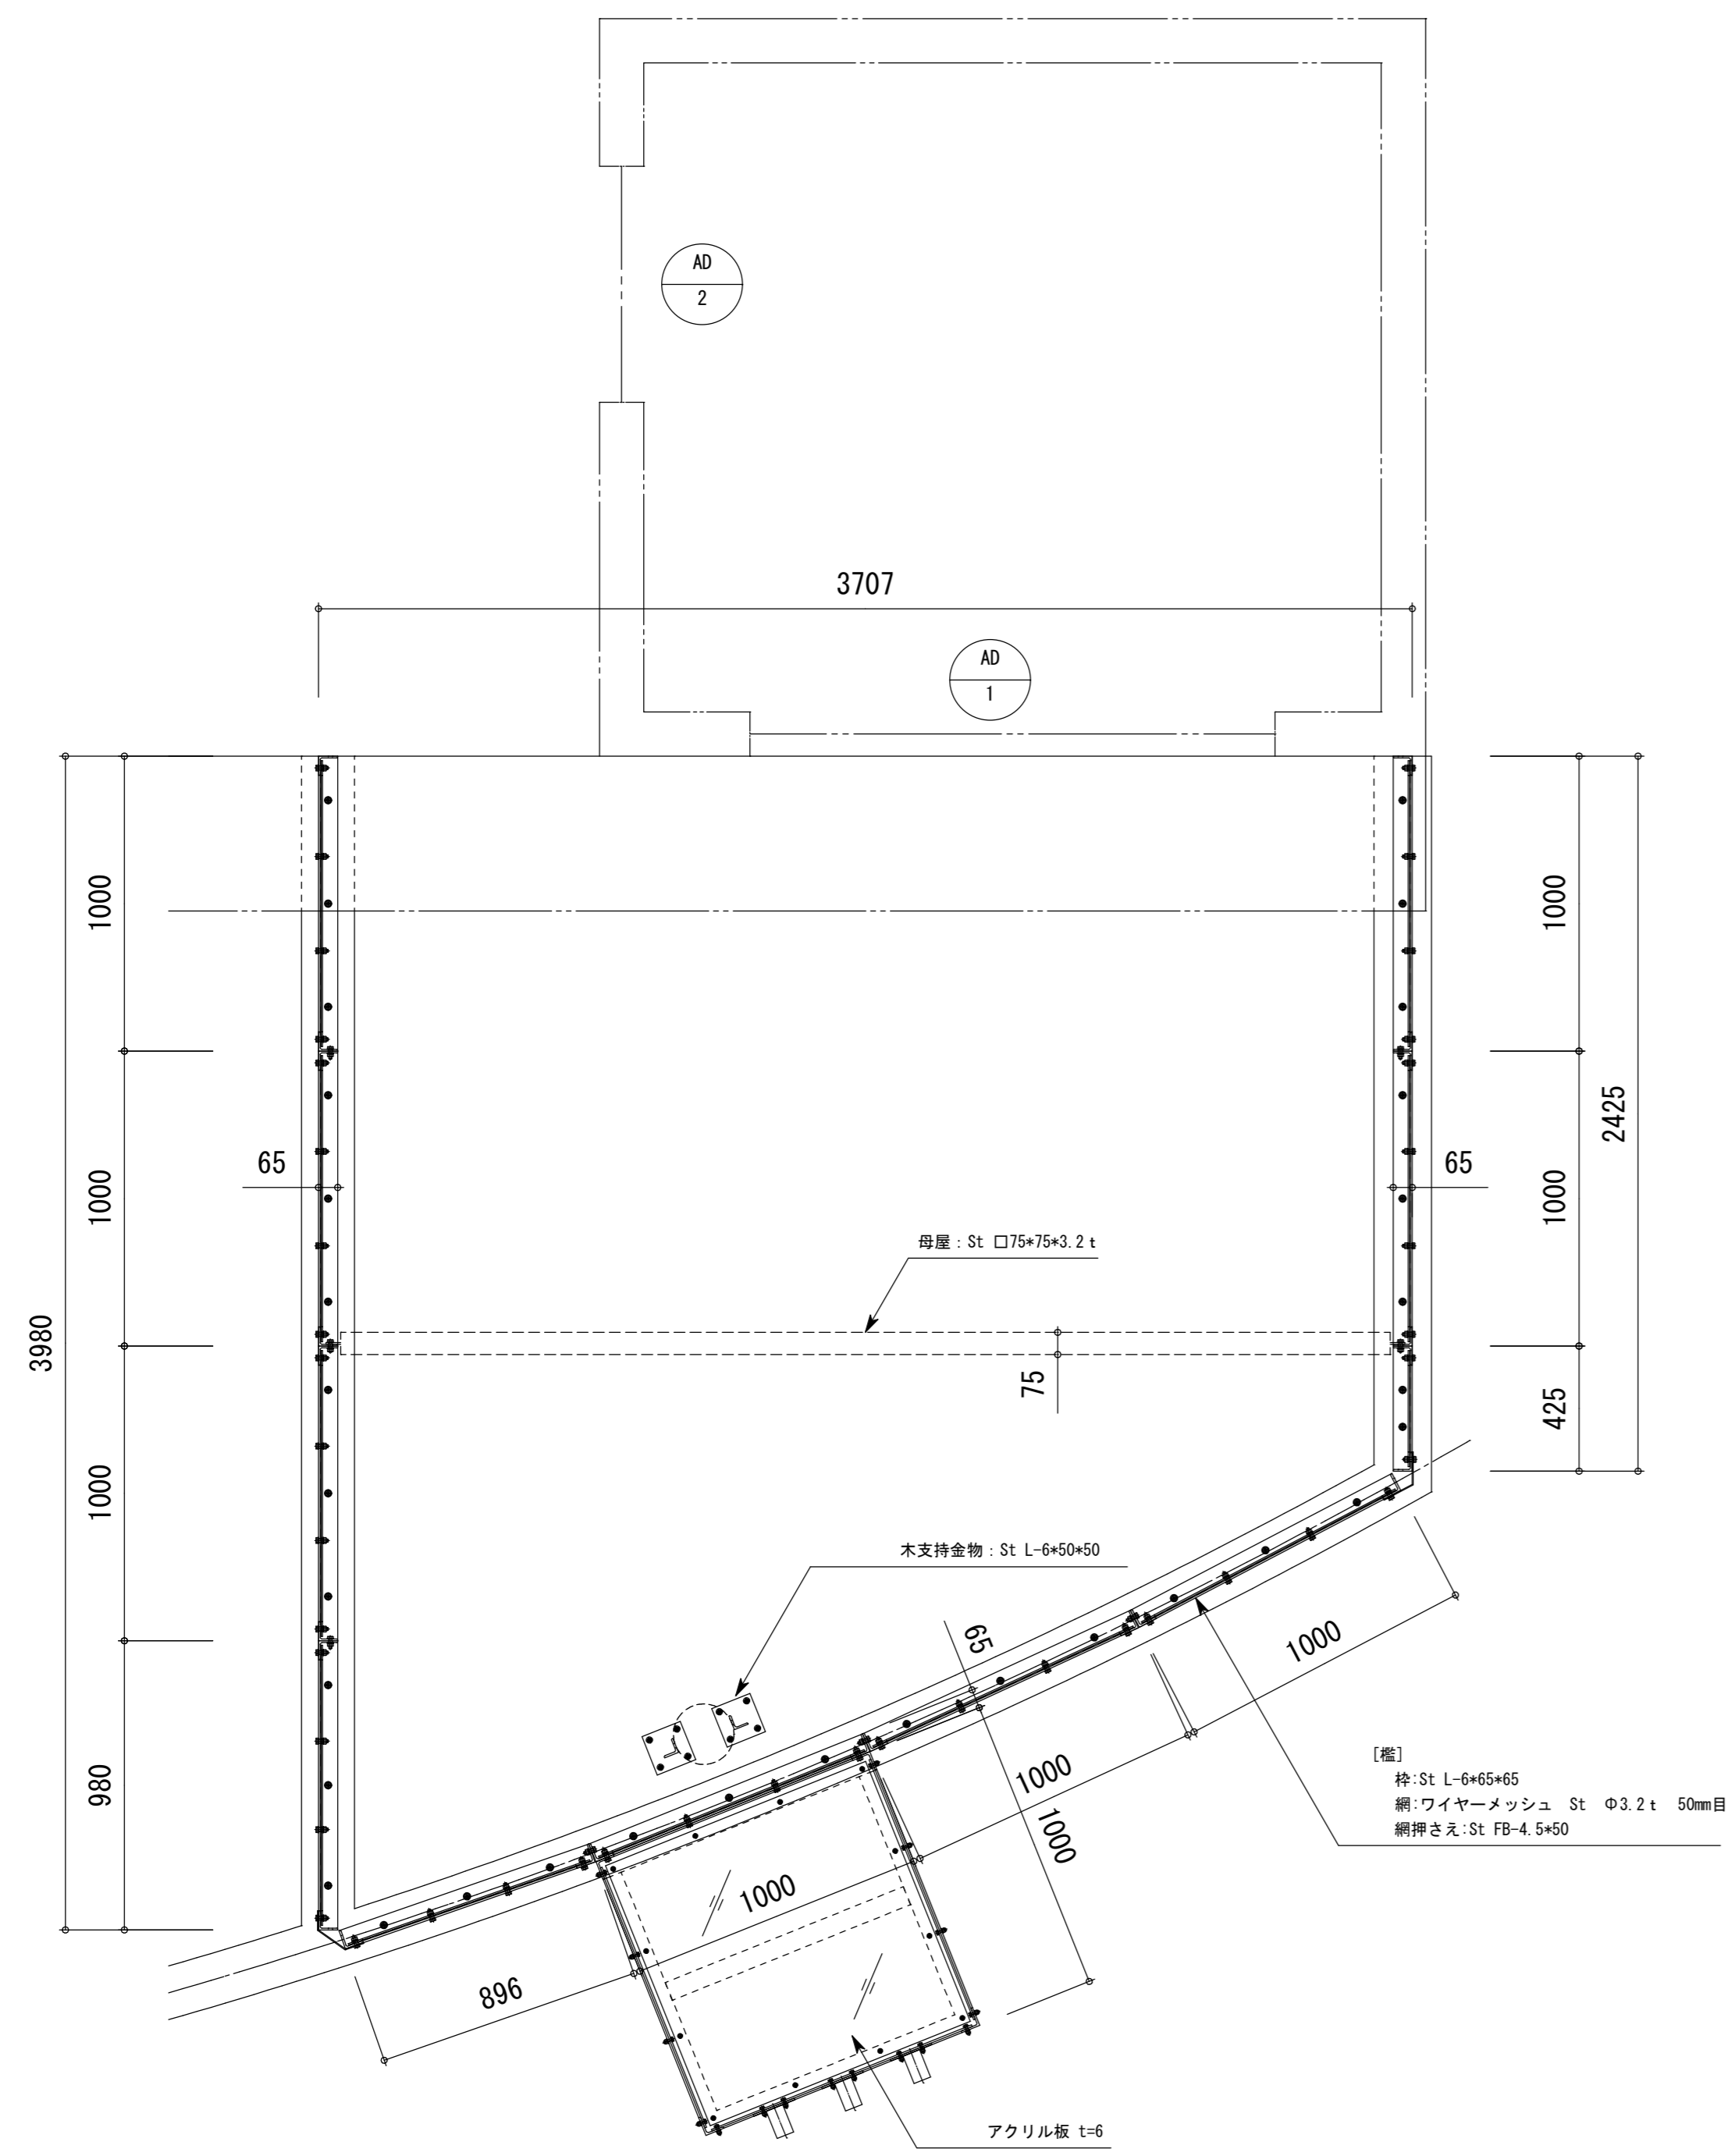 AD
2
3707
AD
1
1000
1000
1000
980
3980
65
1000
1000
425
2425
65
母屋：St □75*75*3.2ｔ
75
木支持金物：St L-6*50*50
65
1000
1000
1000
1000
896
[檻]
枠:St L-6*65*65
網:ワイヤーメッシュ　St　Φ3.2ｔ　50mm目
網押さえ:St FB-4.5*50
アクリル板 t=6